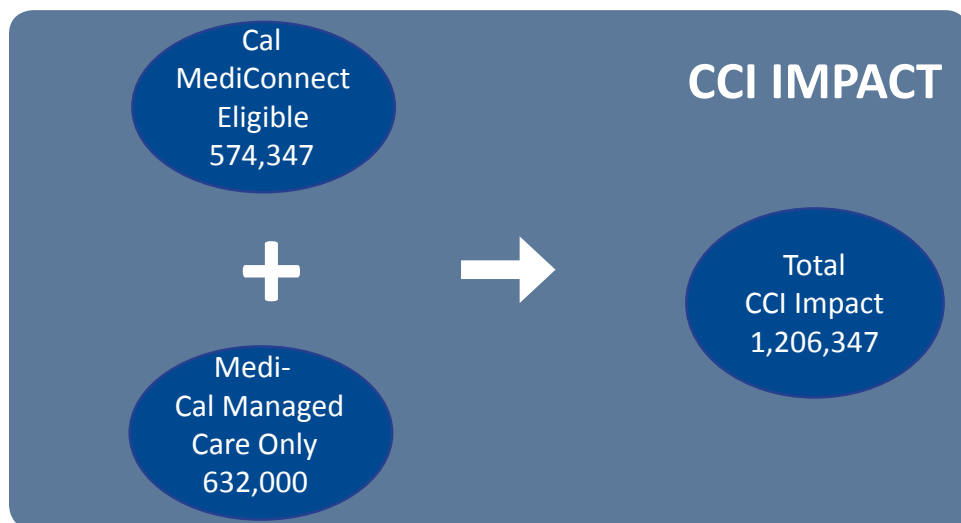 Cal
MediConnect
Eligible
574,347
CCI IMPACT
+
Total
CCI Impact
1,206,347
Medi-
Cal Managed
Care Only
632,000